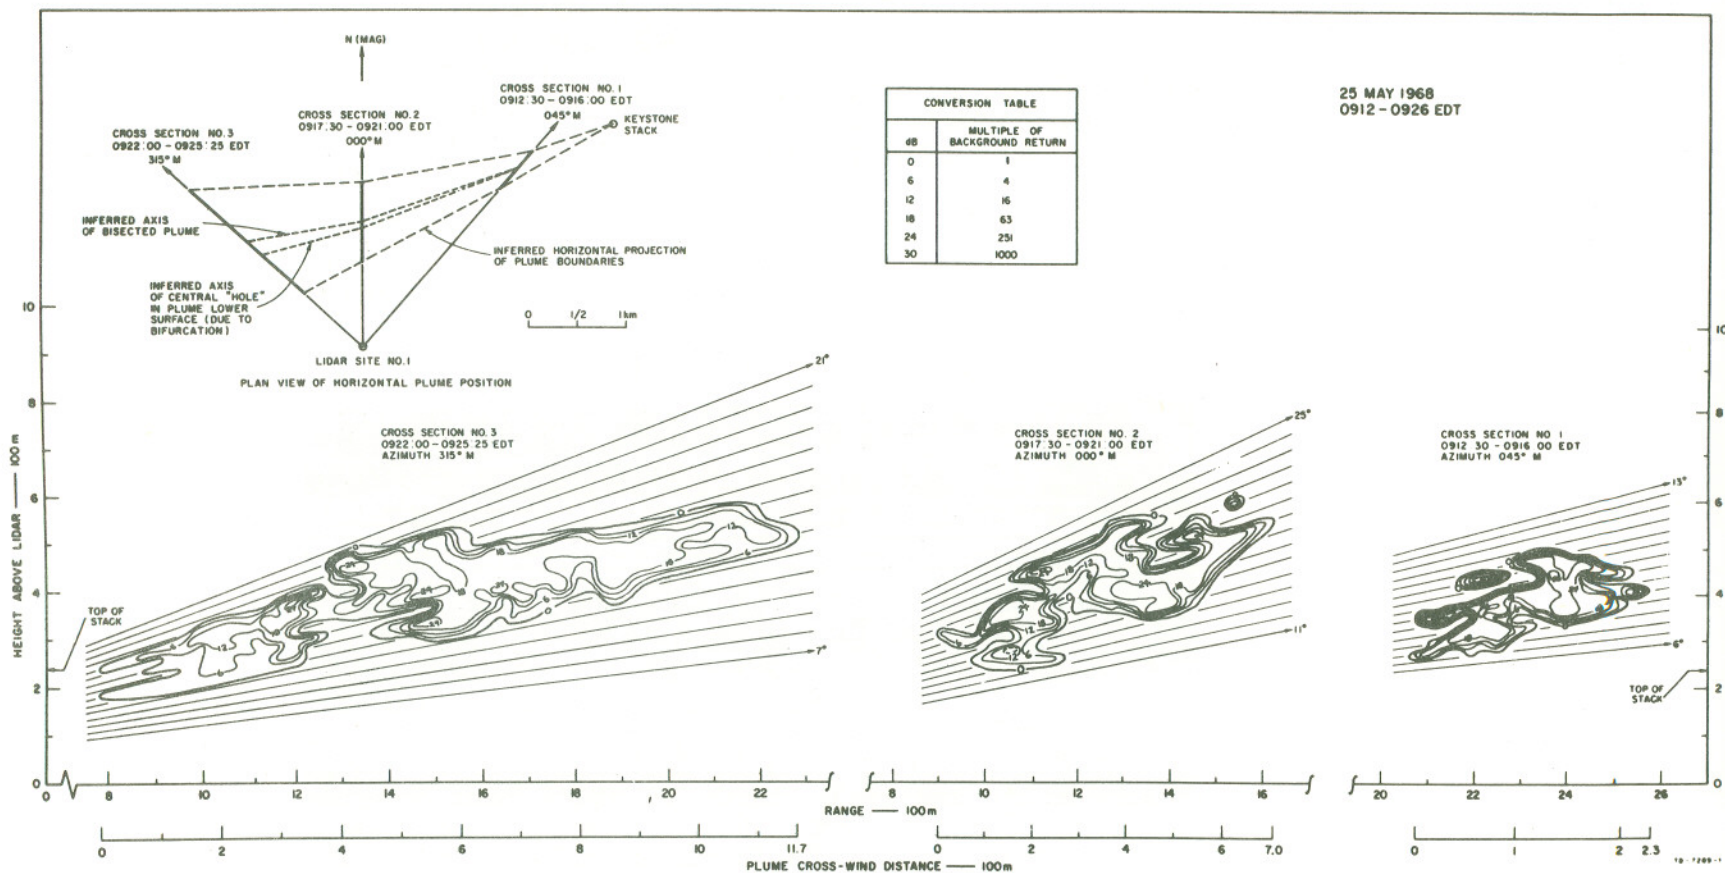 N (MAG)
CROSS SECTION NO. 1
0912:30 – 0916:00 EDT
045° M
KEYSTONE
STACK
CROSS SECTION NO. 2
0917:30 – 0921:00 EDT
000° M
CROSS SECTION NO. 3
0922:00 – 0925:25 EDT
315° M
INFERRED AXIS
OF BISECTED PLUME
INFERRED HORIZONTAL PROJECTION
OF PLUME BOUNDARIES
INFERRED AXIS
OF CENTRAL "HOLE"
IN PLUME LOWER
SURFACE (DUE TO
BIFURCATION)
0 1/2 1 km
LIDAR SITE NO. 1
PLAN VIEW OF HORIZONTAL PLUME POSITION
CONVERSION TABLE
dB MULTIPLE OF
BACKGROUND RETURN
0 1
6 4
12 16
18 63
24 251
30 1000
25 MAY 1968
0912 – 0926 EDT
CROSS SECTION NO. 3
0922:00 – 0925:25 EDT
AZIMUTH 315° M
21°
7°
CROSS SECTION NO. 2
0917:30 – 0921:00 EDT
AZIMUTH 000° M
25°
11°
CROSS SECTION NO 1
0912 30 – 0916 00 EDT
AZIMUTH 045° M
13°
6°
HEIGHT ABOVE LIDAR — 100 m
10
8
6
4
2
0
TOP OF
STACK
10
8
6
4
2
0
TOP OF
STACK
0 8 10 12 14 16 18 20 22
8 10 12 14 16
20 22 24 26
RANGE — 100 m
0 2 4 6 8 10 11.7
0 2 4 6 7.0
0 1 2 2.3
PLUME CROSS-WIND DISTANCE — 100 m